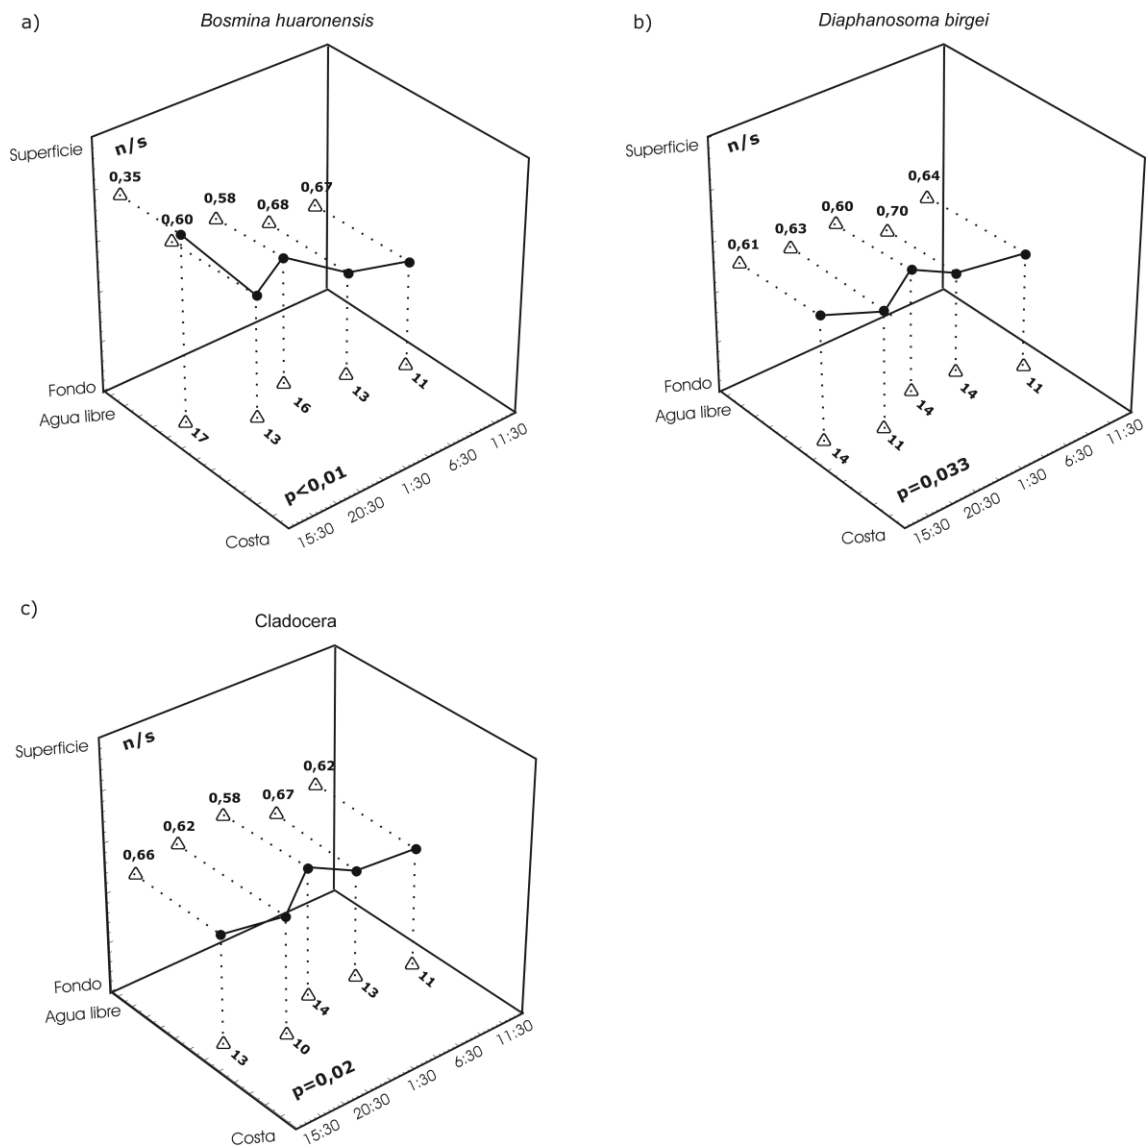 a)
Bosmina huaronensis
Superficie
n/s
0,35
0,60
0,58
0,68
0,67
Fondo
Agua libre
17
13
16
13
11
p<0,01
Costa
15:30
20:30
1:30
6:30
11:30
b)
Diaphanosoma birgei
Superficie
n/s
0,61
0,63
0,60
0,70
0,64
Fondo
Agua libre
14
11
14
14
11
p=0,033
Costa
15:30
20:30
1:30
6:30
11:30
c)
Cladocera
Superficie
n/s
0,66
0,62
0,58
0,67
0,62
Fondo
Agua libre
13
10
14
13
11
p=0,02
Costa
15:30
20:30
1:30
6:30
11:30